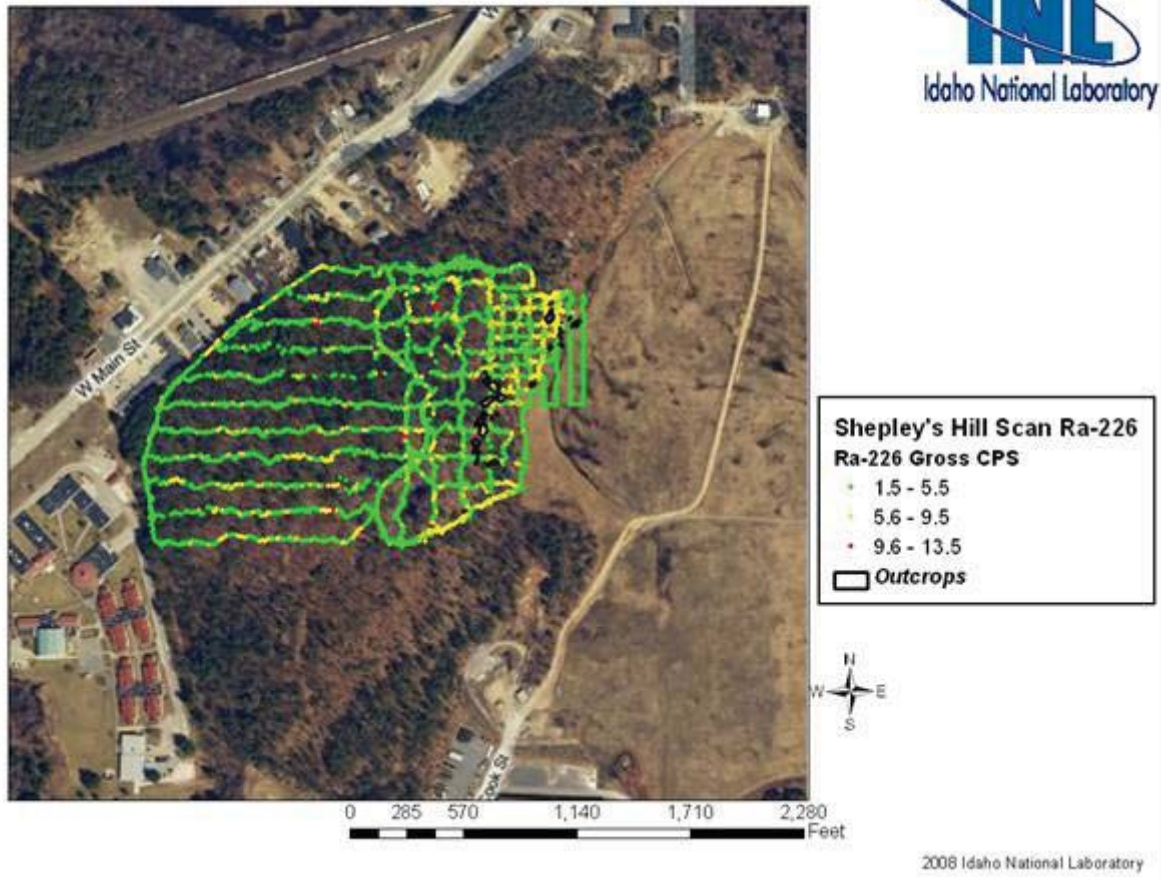 INL
Idaho National Laboratory
W
W Main St
ook St
Shepley's Hill Scan Ra-226
Ra-226 Gross CPS
1.5 - 5.5
5.6 - 9.5
9.6 - 13.5
Outcrops
N
W E
S
0 285 570 1,140 1,710 2,280
Feet
2008 Idaho National Laboratory